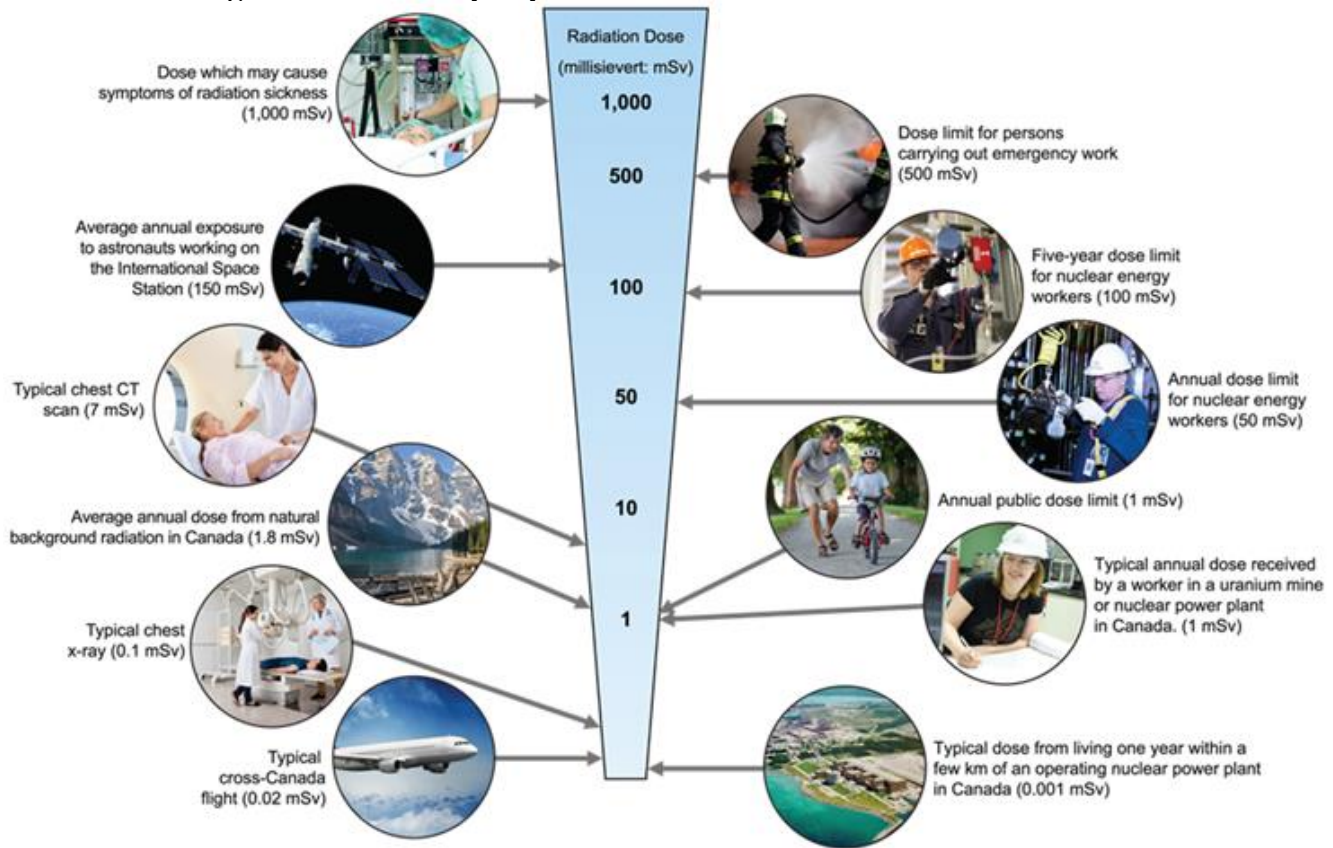 Radiation Dose
(millisievert: mSv)
1,000
500
100
50
10
1
Dose which may cause
symptoms of radiation sickness
(1,000 mSv)
Dose limit for persons
carrying out emergency work
(500 mSv)
Average annual exposure
to astronauts working on
the International Space
Station (150 mSv)
Five-year dose limit
for nuclear energy
workers (100 mSv)
Typical chest CT
scan (7 mSv)
Annual dose limit
for nuclear energy
workers (50 mSv)
Average annual dose from natural
background radiation in Canada (1.8 mSv)
Annual public dose limit (1 mSv)
Typical annual dose received
by a worker in a uranium mine
or nuclear power plant
in Canada. (1 mSv)
Typical chest
x-ray (0.1 mSv)
Typical
cross-Canada
flight (0.02 mSv)
Typical dose from living one year within a
few km of an operating nuclear power plant
in Canada (0.001 mSv)